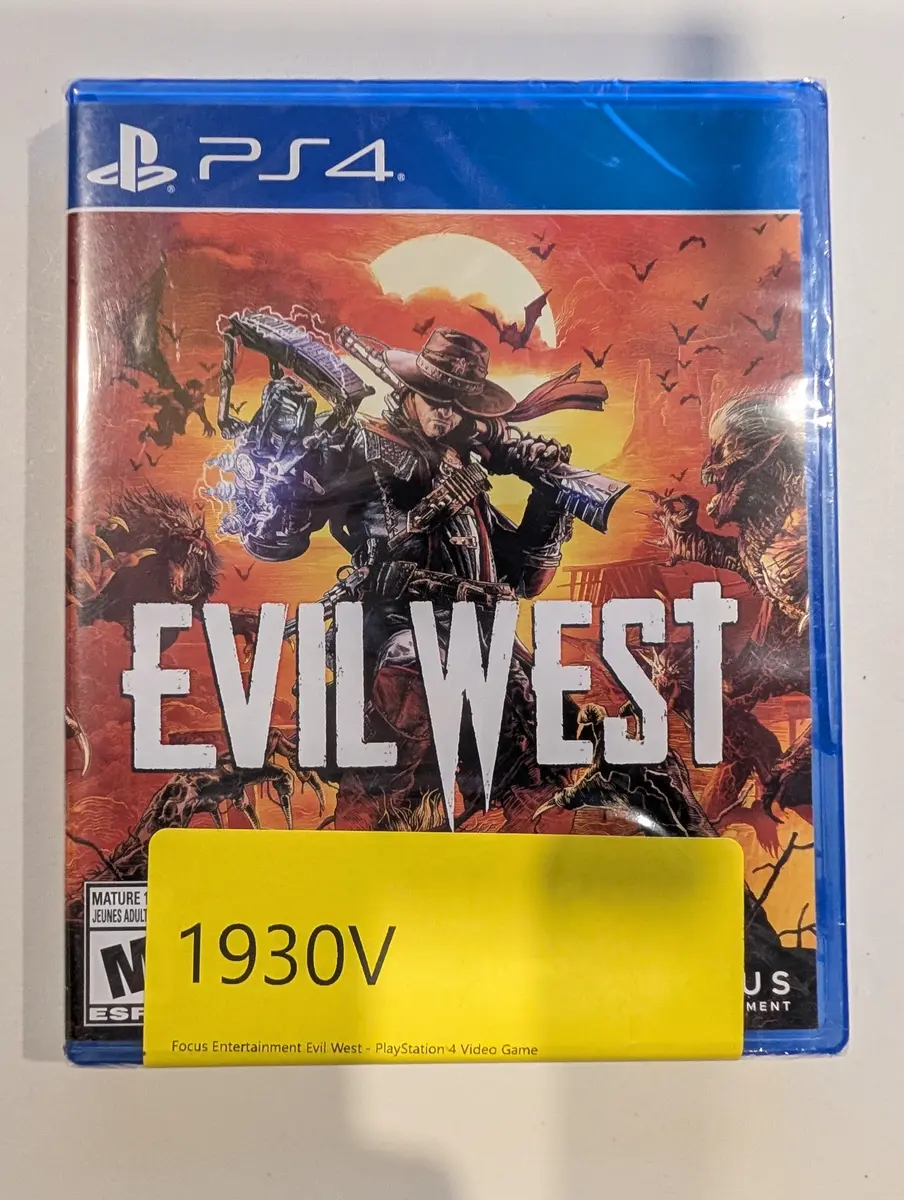 PS4
EVIL WEST
MATURE 1
JEUNES ADULT
M
ESR
1930V
Focus Entertainment Evil West - PlayStation 4 Video Game
US
MENT